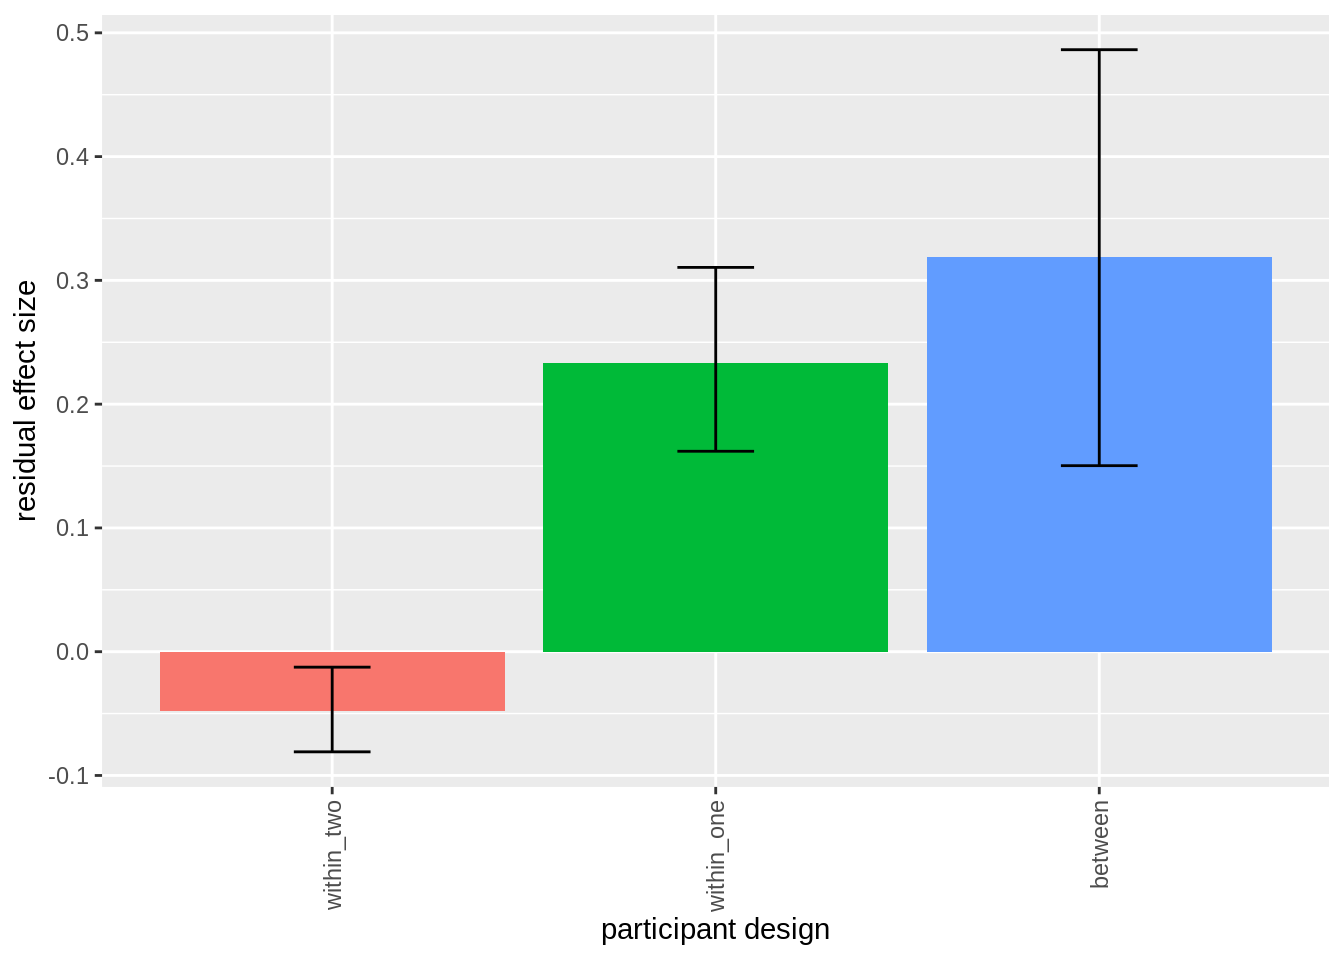 0.5
0.4
0.3
0.2
0.1
0.0
-0.1
residual effect size
within_two
within_one
between
participant design